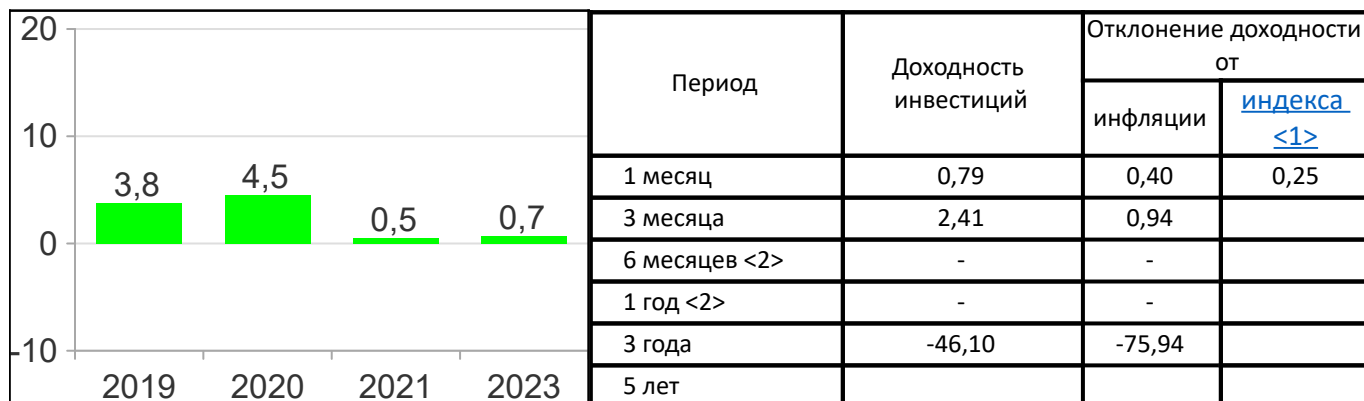 20
10
0
-10
3,8
4,5
0,5
0,7
2019 2020 2021 2023
Период
Доходность
инвестиций
Отклонение доходности
от
инфляции
индекса
<1>
1 месяц 0,79 0,40 0,25
3 месяца 2,41 0,94
6 месяцев <2> - -
1 год <2> - -
3 года -46,10 -75,94
5 лет